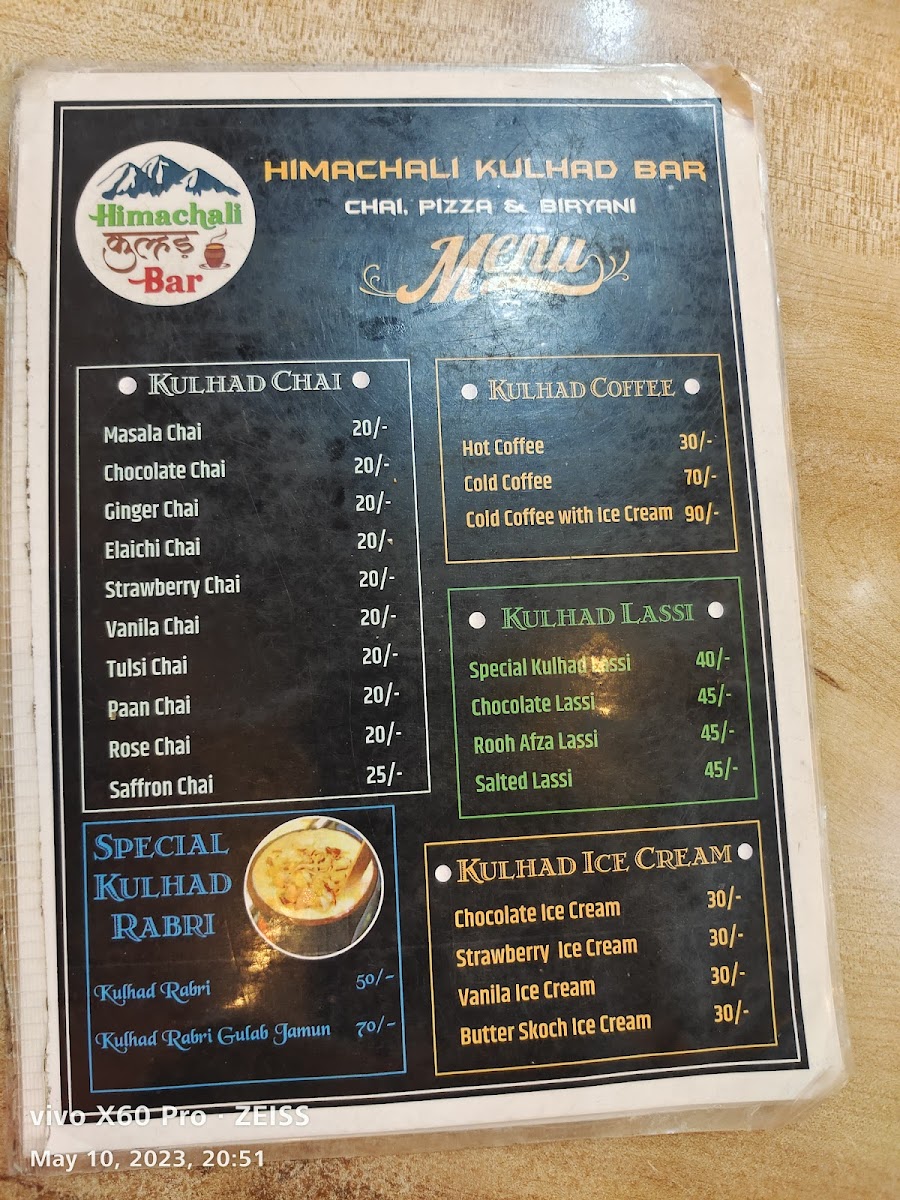 Himachali
कुल्हड़
Bar
HIMACHALI KULHAD BAR
CHAI, PIZZA & BIRYANI
Menu
KULHAD CHAI
Masala Chai 20/-
Chocolate Chai 20/-
Ginger Chai 20/-
Elaichi Chai 20/-
Strawberry Chai 20/-
Vanila Chai 20/-
Tulsi Chai 20/-
Paan Chai 20/-
Rose Chai 20/-
Saffron Chai 25/-
KULHAD COFFEE
Hot Coffee 30/-
Cold Coffee 70/-
Cold Coffee with Ice Cream 90/-
KULHAD LASSI
Special Kulhad Lassi 40/-
Chocolate Lassi 45/-
Rooh Afza Lassi 45/-
Salted Lassi 45/-
SPECIAL
KULHAD
RABRI
Kulhad Rabri 50/-
Kulhad Rabri Gulab Jamun 70/-
KULHAD ICE CREAM
Chocolate Ice Cream 30/-
Strawberry Ice Cream 30/-
Vanila Ice Cream 30/-
Butter Skoch Ice Cream 30/-
vivo X60 Pro · ZEISS
May 10, 2023, 20:51